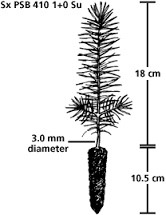 Sx PSB 410 1+0 Su
18 cm
3.0 mm
diameter
10.5 cm